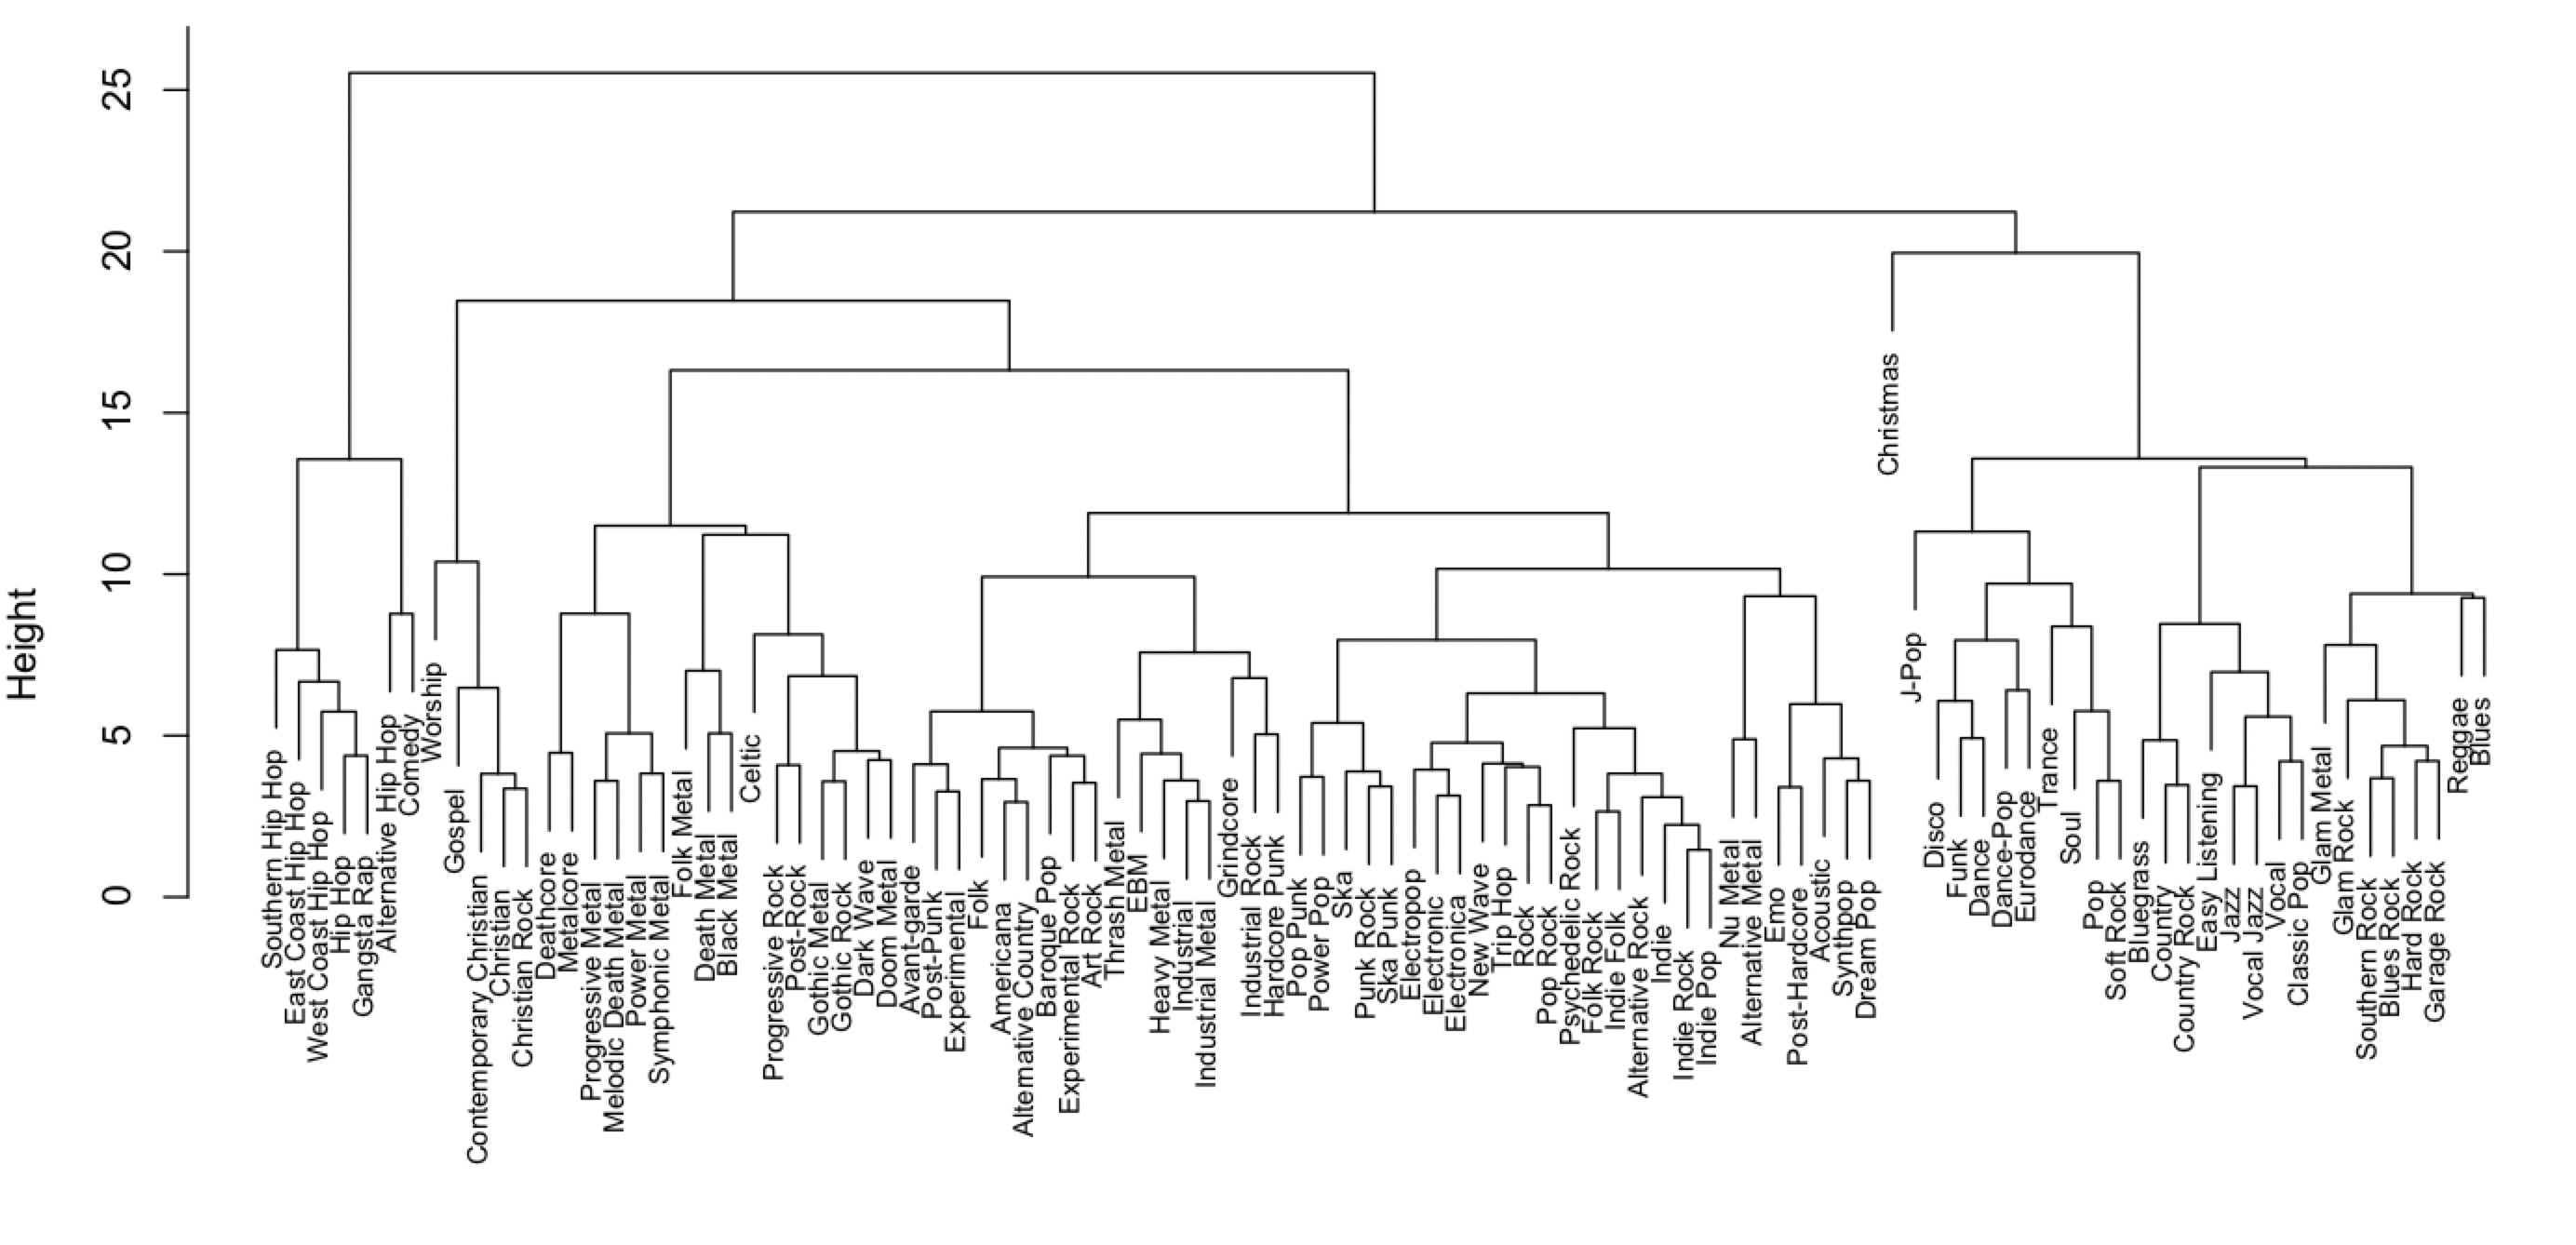 Height
25
20
15
10
5
0
Southern Hip Hop
East Coast Hip Hop
West Coast Hip Hop
Hip Hop
Gangsta Rap
Alternative Hip Hop
Comedy
Worship
Gospel
Contemporary Christian
Christian
Christian Rock
Deathcore
Metalcore
Progressive Metal
Melodic Death Metal
Power Metal
Symphonic Metal
Folk Metal
Death Metal
Black Metal
Celtic
Progressive Rock
Post-Rock
Gothic Metal
Gothic Rock
Dark Wave
Doom Metal
Avant-garde
Post-Punk
Experimental
Folk
Americana
Alternative Country
Baroque Pop
Experimental Rock
Art Rock
Thrash Metal
EBM
Heavy Metal
Industrial
Industrial Metal
Grindcore
Industrial Rock
Hardcore Punk
Pop Punk
Power Pop
Ska
Punk Rock
Ska Punk
Electropop
Electronic
Electronica
New Wave
Trip Hop
Rock
Pop Rock
Psychedelic Rock
Folk Rock
Indie Folk
Alternative Rock
Indie
Indie Rock
Indie Pop
Nu Metal
Alternative Metal
Emo
Post-Hardcore
Acoustic
Synthpop
Dream Pop
Christmas
J-Pop
Disco
Funk
Dance
Dance-Pop
Eurodance
Trance
Soul
Pop
Soft Rock
Bluegrass
Country
Country Rock
Easy Listening
Jazz
Vocal Jazz
Vocal
Classic Pop
Glam Metal
Glam Rock
Southern Rock
Blues Rock
Hard Rock
Garage Rock
Reggae
Blues